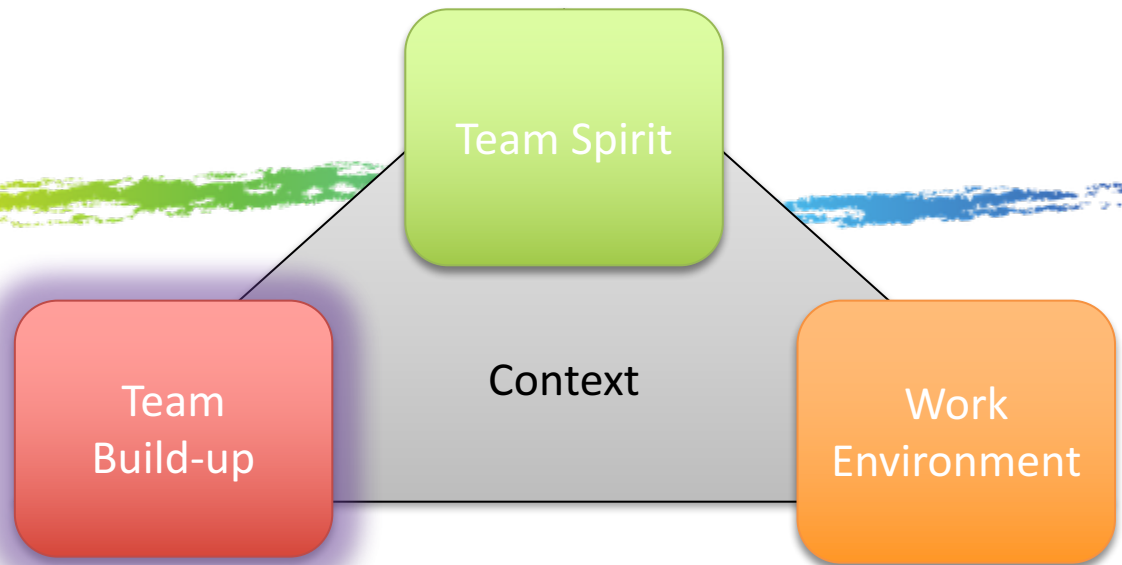 Team Spirit
Context
Team
Build-up
Work
Environment